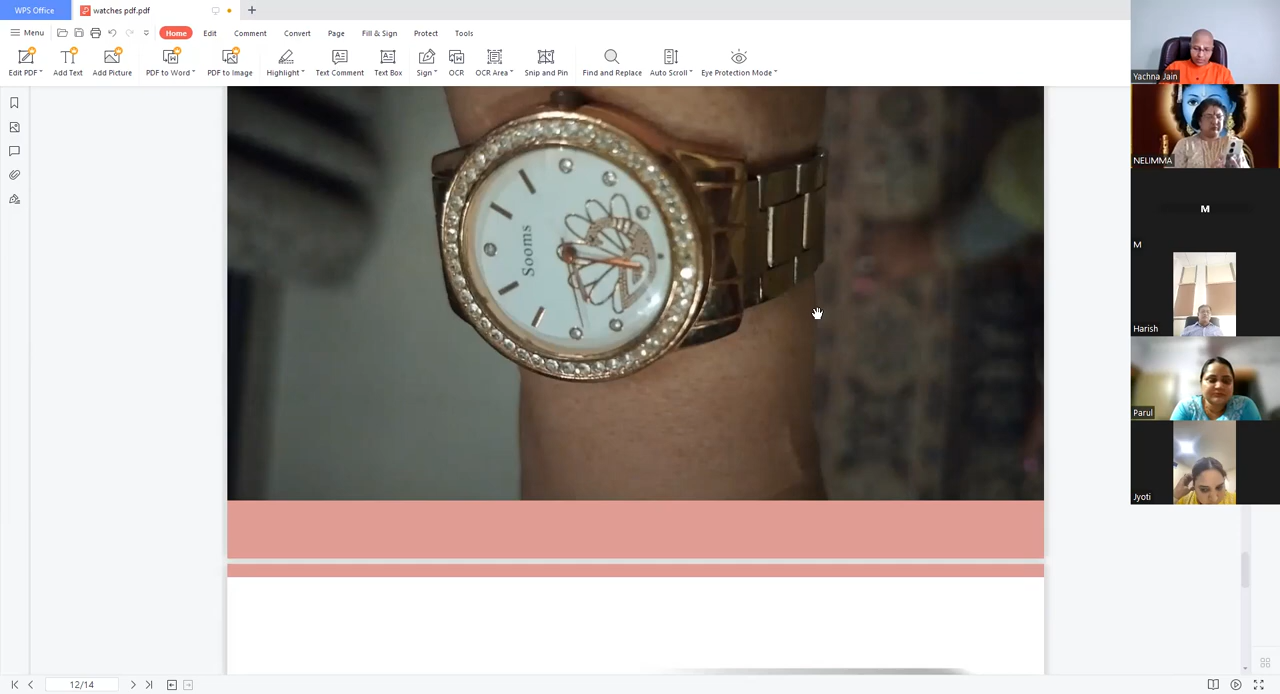 WPS Office
watches pdf.pdf
Menu
Home
Edit
Comment
Convert
Page
Fill & Sign
Protect
Tools
Edit PDF
Add Text
Add Picture
PDF to Word
PDF to Image
Highlight
Text Comment
Text Box
Sign
OCR
OCR Area
Snip and Pin
Find and Replace
Auto Scroll
Eye Protection Mode
Sooms
12/14
Yachna Jain
NELIMMA
M
M
Harish
Parul
Jyoti